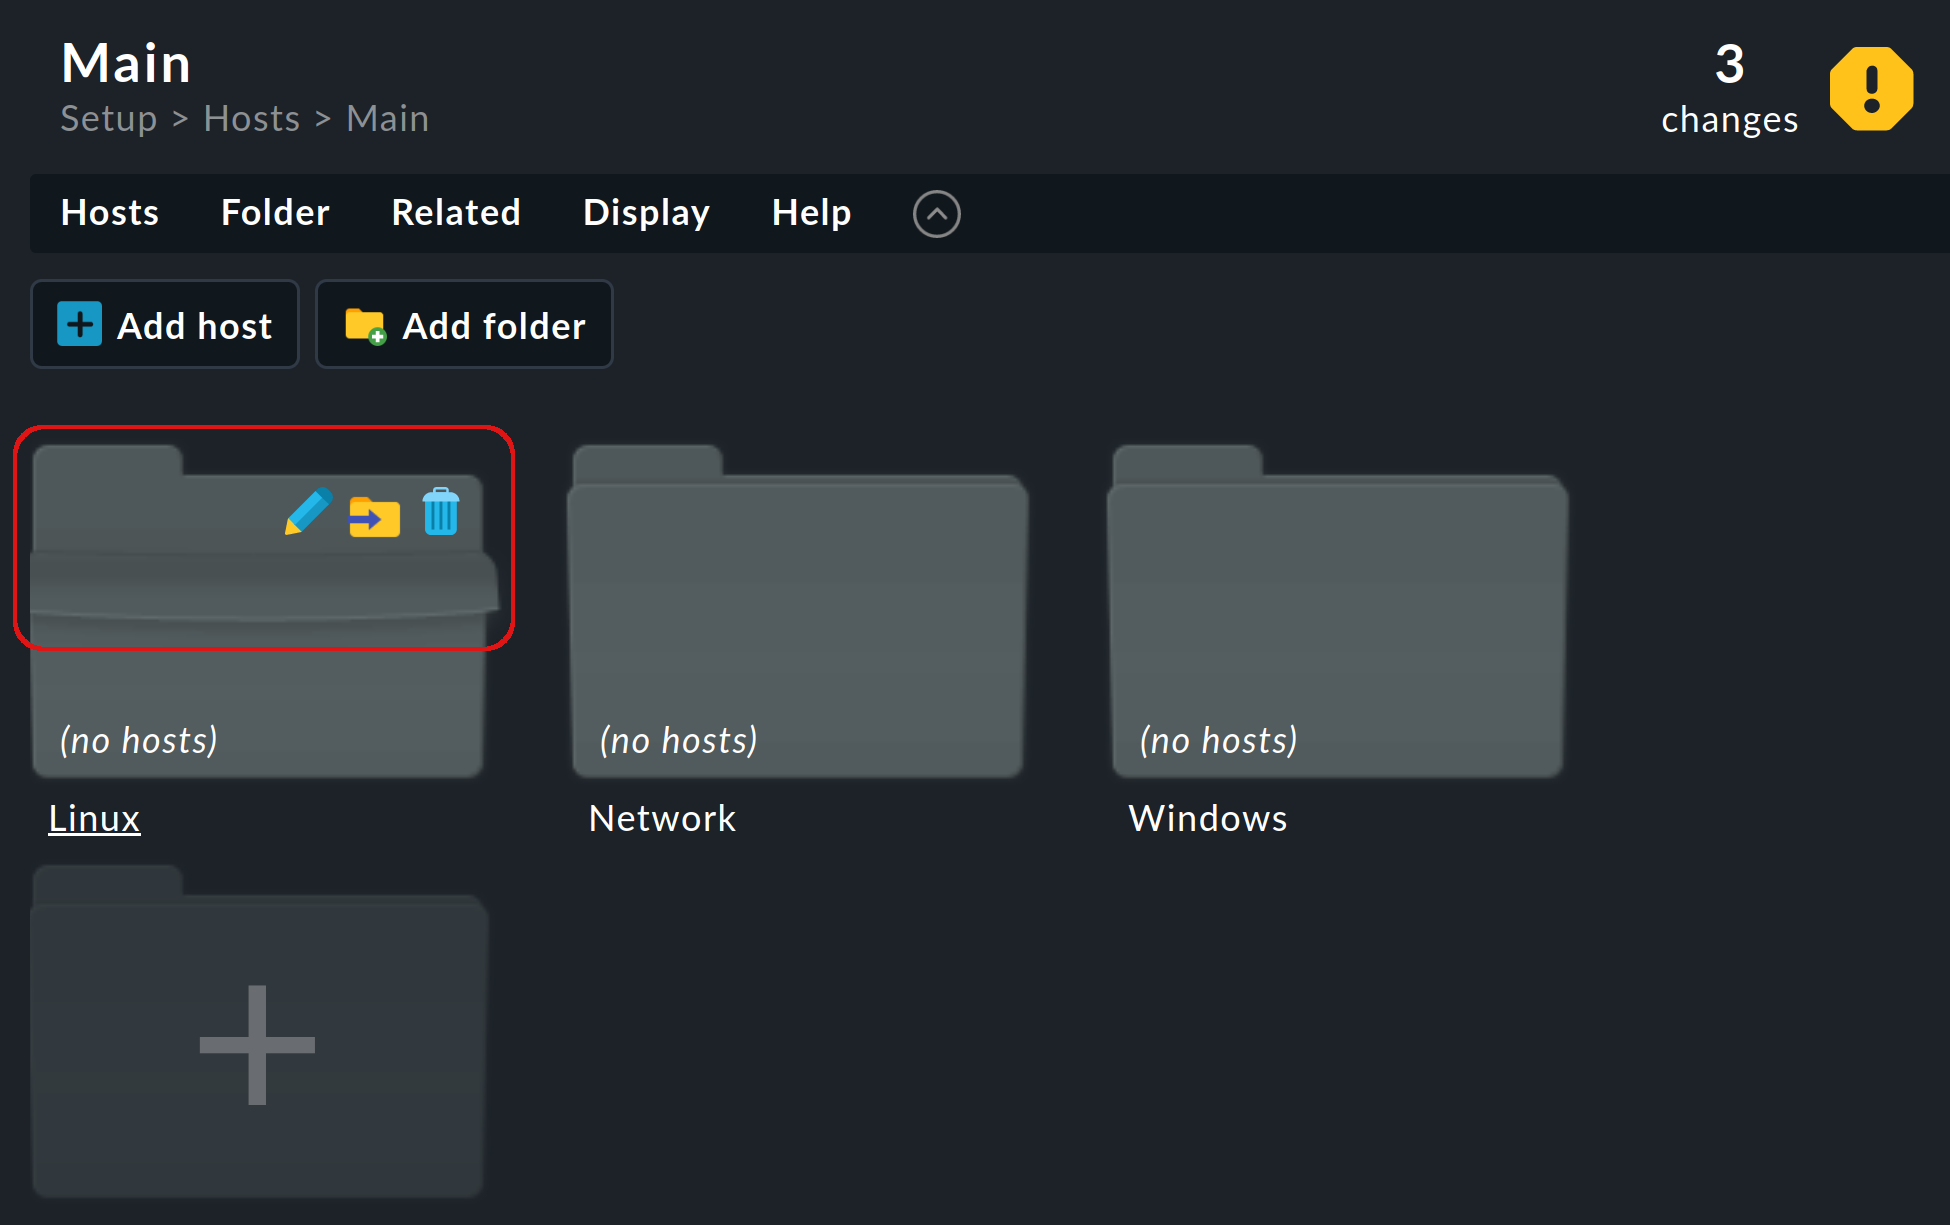 Main
Setup > Hosts > Main
3
changes
Hosts Folder Related Display Help
Add host Add folder
(no hosts) (no hosts) (no hosts)
Linux Network Windows